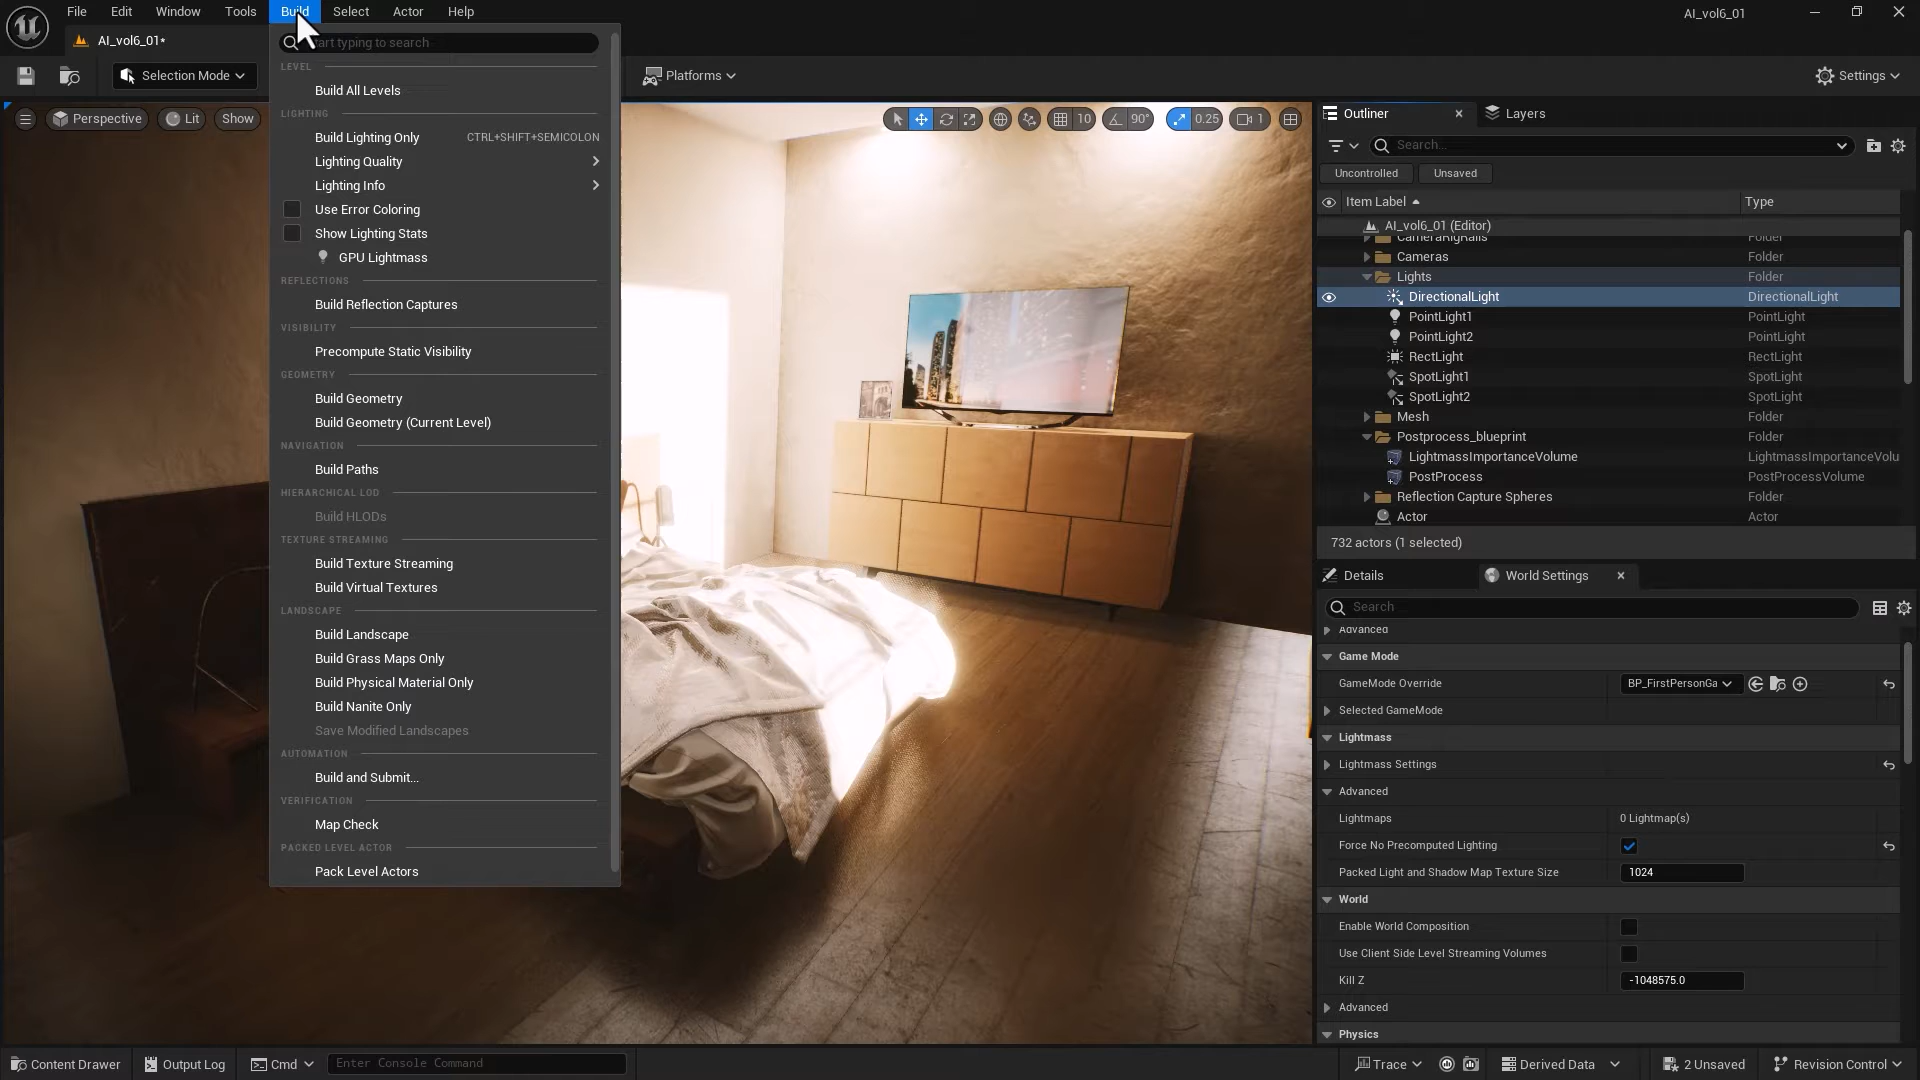 File
Edit
Window
Tools
Build
Select
Actor
Help
AI_vol6_01
AI_vol6_01*
Selection Mode
Platforms
Settings
Perspective
Lit
Show
10
90°
0.25
1
art typing to search
LEVEL
Build All Levels
LIGHTING
Build Lighting Only CTRL+SHIFT+SEMICOLON
Lighting Quality
Lighting Info
Use Error Coloring
Show Lighting Stats
GPU Lightmass
REFLECTIONS
Build Reflection Captures
VISIBILITY
Precompute Static Visibility
GEOMETRY
Build Geometry
Build Geometry (Current Level)
NAVIGATION
Build Paths
HIERARCHICAL LOD
Build HLODs
TEXTURE STREAMING
Build Texture Streaming
Build Virtual Textures
LANDSCAPE
Build Landscape
Build Grass Maps Only
Build Physical Material Only
Build Nanite Only
Save Modified Landscapes
AUTOMATION
Build and Submit...
VERIFICATION
Map Check
PACKED LEVEL ACTOR
Pack Level Actors
Outliner
Layers
Search...
Uncontrolled
Unsaved
Item Label Type
AI_vol6_01 (Editor)
CameraRigRails Folder
Cameras Folder
Lights Folder
DirectionalLight DirectionalLight
PointLight1 PointLight
PointLight2 PointLight
RectLight RectLight
SpotLight1 SpotLight
SpotLight2 SpotLight
Mesh Folder
Postprocess_blueprint Folder
LightmassImportanceVolume LightmassImportanceVolu
PostProcess PostProcessVolume
Reflection Capture Spheres Folder
Actor Actor
732 actors (1 selected)
Details
World Settings
Search
Advanced
Game Mode
GameMode Override BP_FirstPersonGa
Selected GameMode
Lightmass
Lightmass Settings
Advanced
Lightmaps 0 Lightmap(s)
Force No Precomputed Lighting
Packed Light and Shadow Map Texture Size 1024
World
Enable World Composition
Use Client Side Level Streaming Volumes
Kill Z -1048575.0
Advanced
Physics
Content Drawer
Output Log
Cmd
Enter Console Command
Trace
Derived Data
2 Unsaved
Revision Control